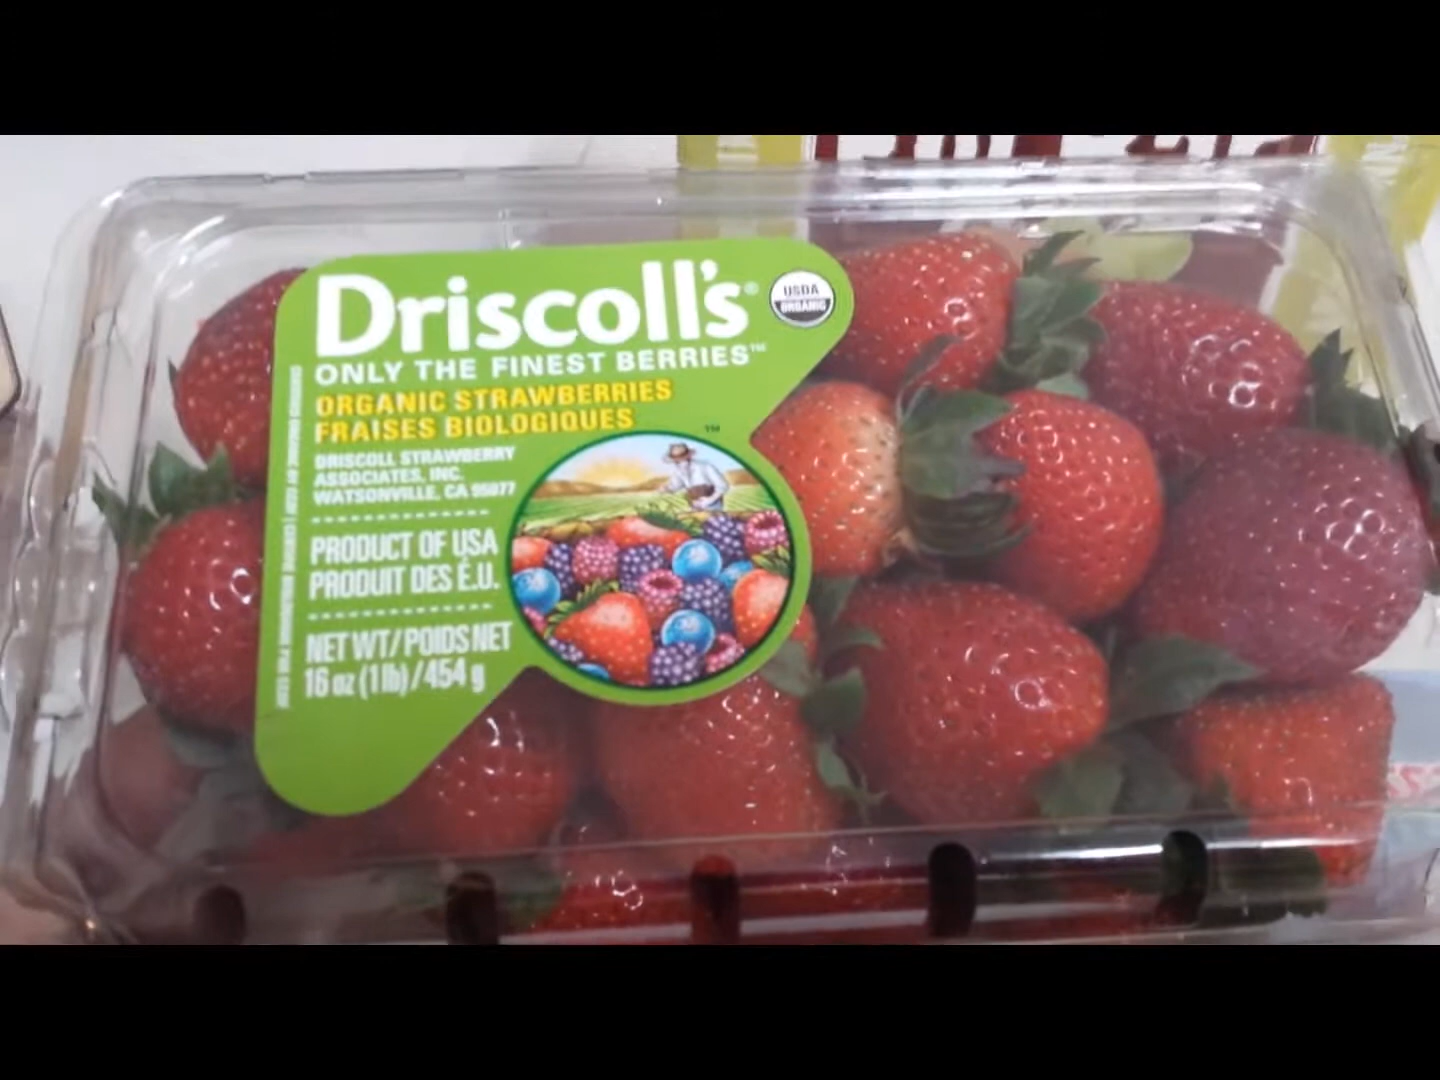 Driscoll's®
USDA
ORGANIC
ONLY THE FINEST BERRIES™
ORGANIC STRAWBERRIES
FRAISES BIOLOGIQUES
DRISCOLL STRAWBERRY
ASSOCIATES, INC.
WATSONVILLE, CA 95077
PRODUCT OF USA
PRODUIT DES É.U.
NET WT/POIDS NET
16 oz (1 lb)/454 g
TM